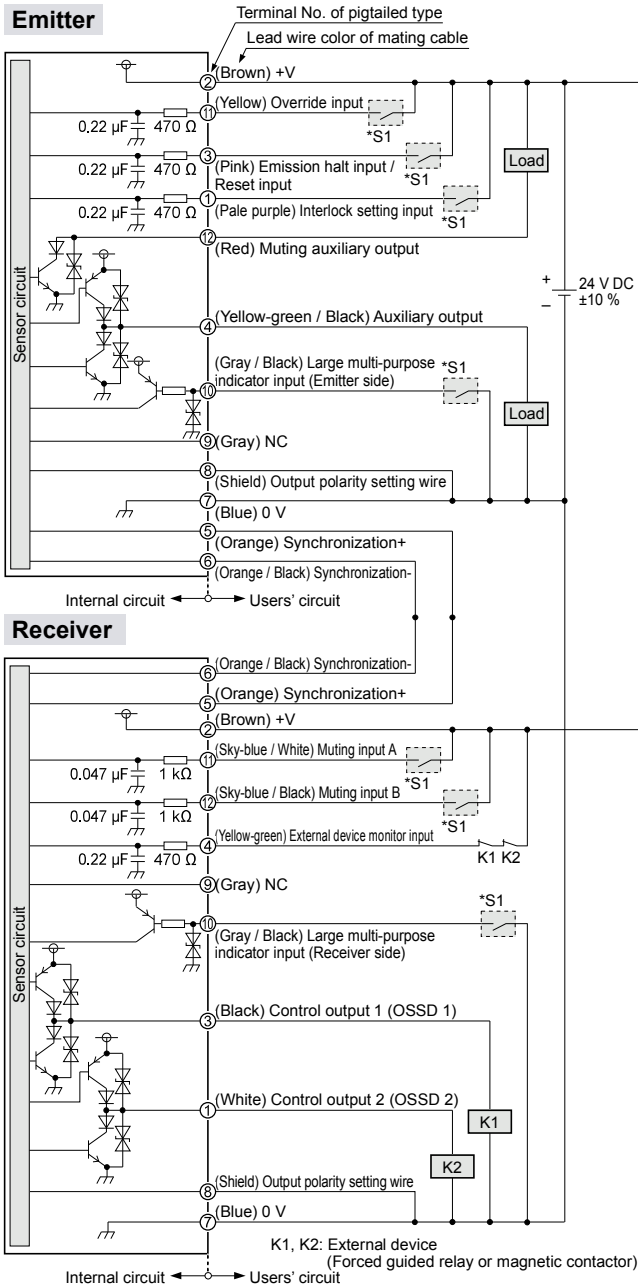 Emitter
Terminal No. of pigtailed type
Lead wire color of mating cable
② (Brown) +V
⑪ (Yellow) Override input
*S1
0.22 µF 470 Ω
③ (Pink) Emission halt input /
Reset input
*S1
Load
0.22 µF 470 Ω
① (Pale purple) Interlock setting input
*S1
0.22 µF 470 Ω
⑫ (Red) Muting auxiliary output
Sensor circuit
+
−
24 V DC
±10 %
④ (Yellow-green / Black) Auxiliary output
⑩ (Gray / Black) Large multi-purpose
indicator input (Emitter side)
*S1
Load
⑨ (Gray) NC
⑧ (Shield) Output polarity setting wire
⑦ (Blue) 0 V
⑤ (Orange) Synchronization+
⑥ (Orange / Black) Synchronization-
Internal circuit Users' circuit
Receiver
⑥ (Orange / Black) Synchronization-
⑤ (Orange) Synchronization+
② (Brown) +V
⑪ (Sky-blue / White) Muting input A
*S1
0.047 µF 1 kΩ
⑫ (Sky-blue / Black) Muting input B
*S1
0.047 µF 1 kΩ
④ (Yellow-green) External device monitor input
K1 K2
0.22 µF 470 Ω
⑨ (Gray) NC
*S1
⑩ (Gray / Black) Large multi-purpose
indicator input (Receiver side)
Sensor circuit
③ (Black) Control output 1 (OSSD 1)
① (White) Control output 2 (OSSD 2)
K1
K2
⑧ (Shield) Output polarity setting wire
⑦ (Blue) 0 V
K1, K2: External device
(Forced guided relay or magnetic contactor)
Internal circuit Users' circuit